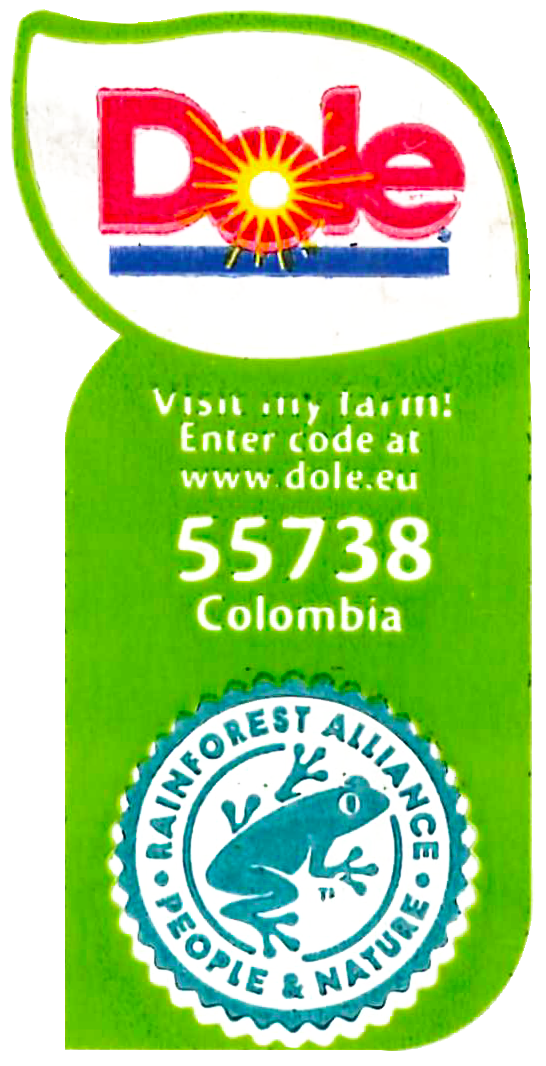 Dole
Visit my farm!
Enter code at
www.dole.eu
55738
Colombia
RAINFOREST ALLIANCE
• PEOPLE & NATURE •